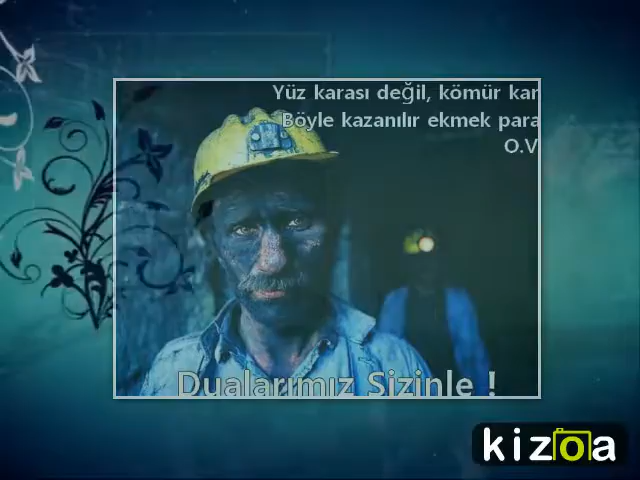 Yüz karası değil, kömür kar
Böyle kazanılır ekmek para
O.V
Dualarımız Sizinle !
kizoa